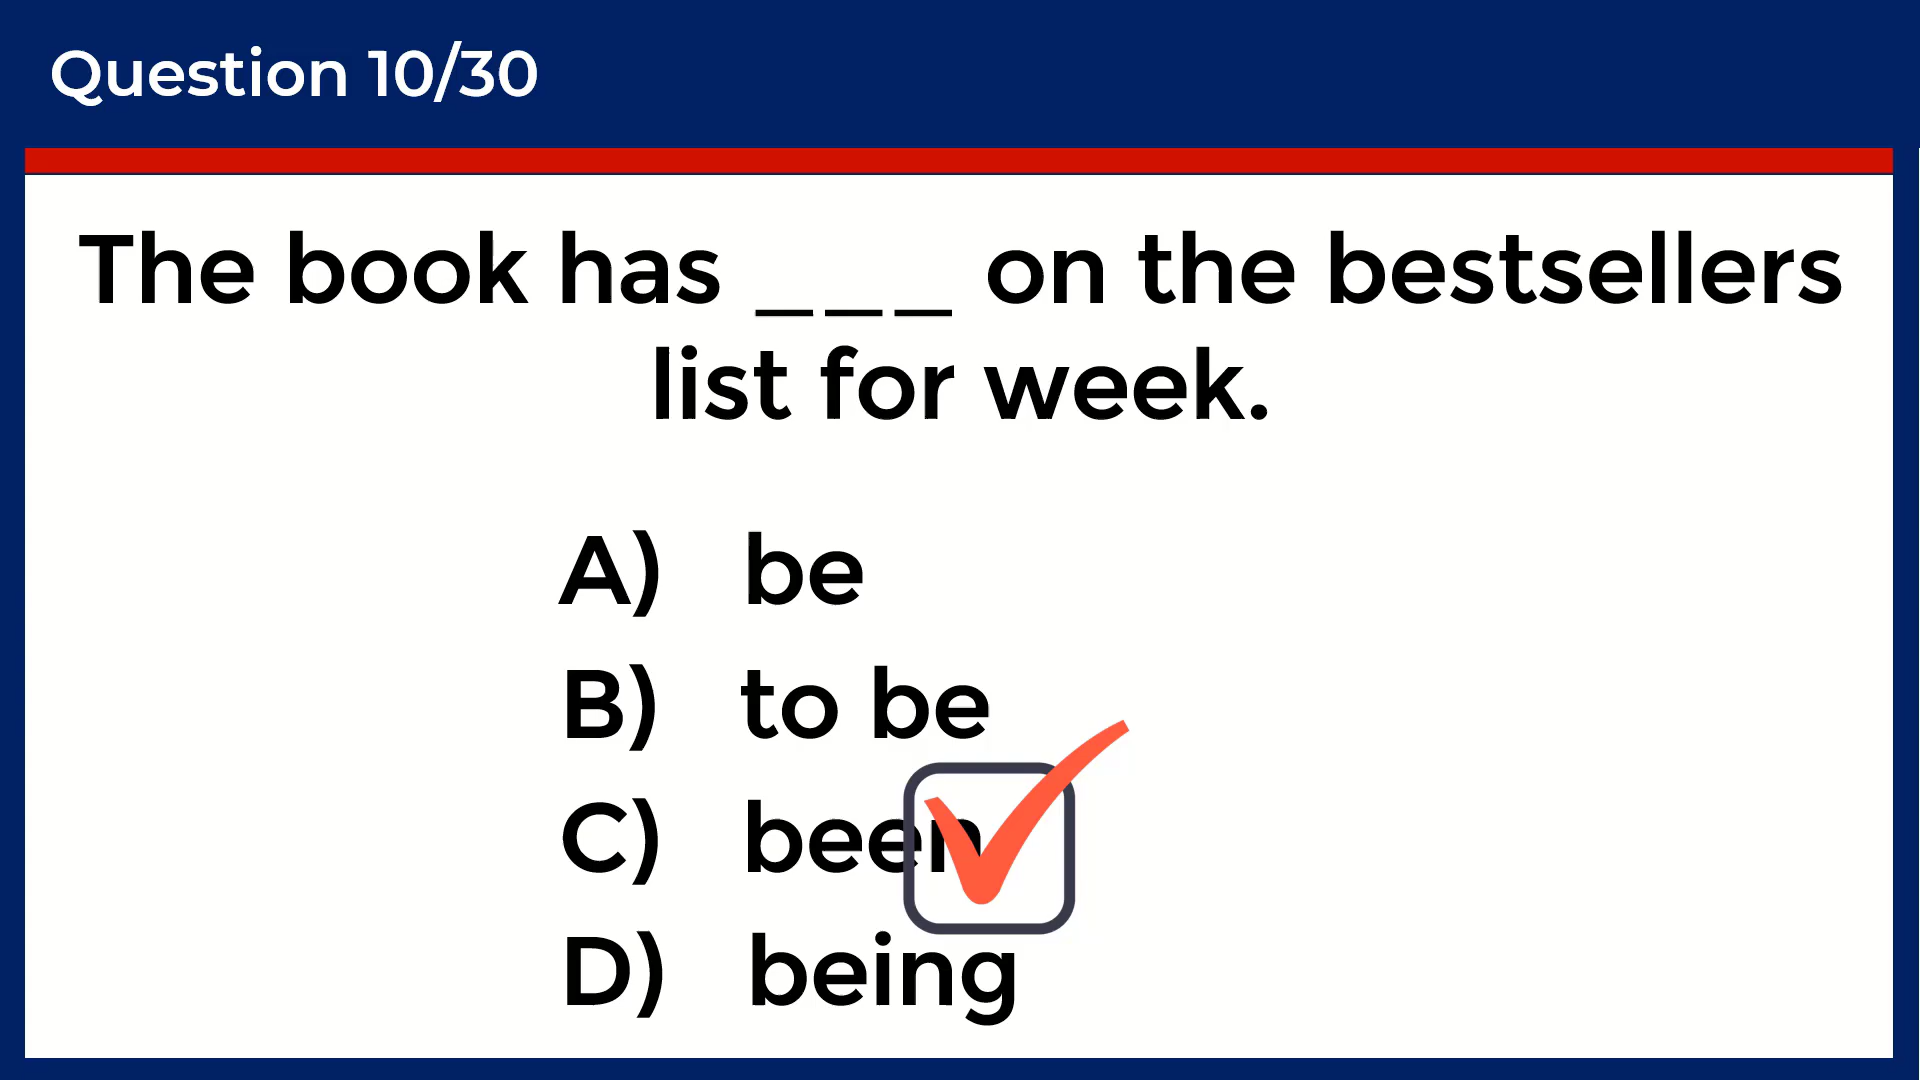 Question 10/30
The book has ___ on the bestsellers
list for week.
A) be
B) to be
C) been
D) being